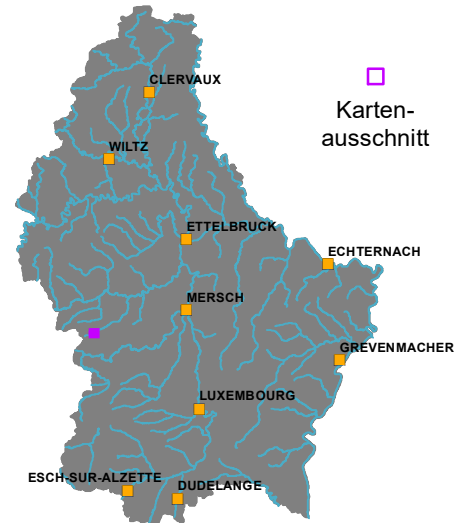 CLERVAUX
Karten-
ausschnitt
WILTZ
ETTELBRUCK
ECHTERNACH
MERSCH
GREVENMACHER
LUXEMBOURG
ESCH-SUR-ALZETTE
DUDELANGE